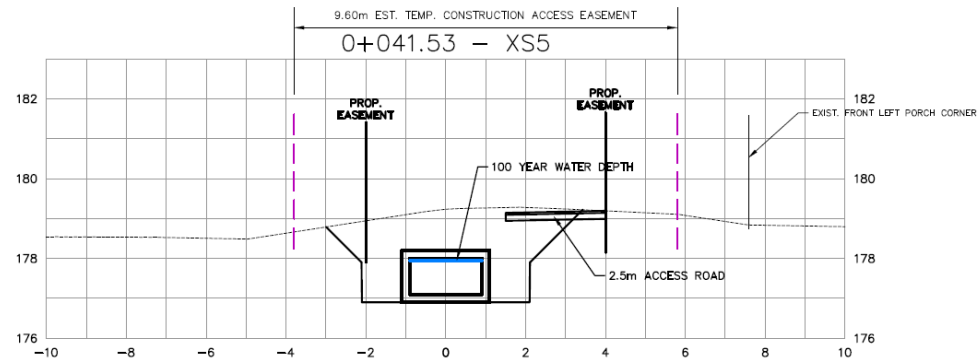 9.60m EST. TEMP. CONSTRUCTION ACCESS EASEMENT
0+041.53 - XS5
182
PROP.
EASEMENT
PROP.
EASEMENT
182
EXIST. FRONT LEFT PORCH CORNER
100 YEAR WATER DEPTH
180
180
178
178
2.5m ACCESS ROAD
176
176
-10
-8
-6
-4
-2
0
2
4
6
8
10